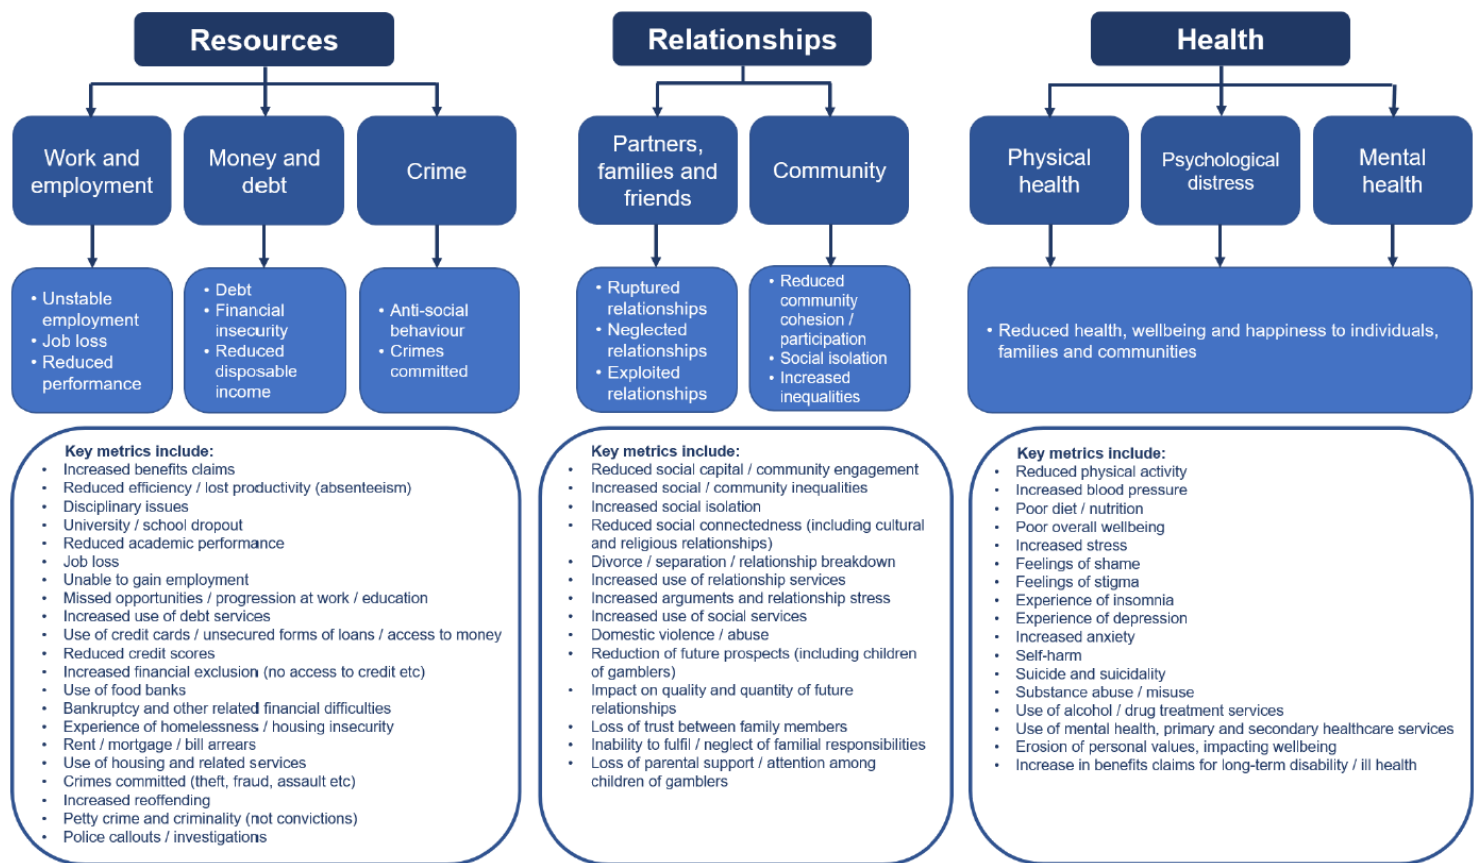 Resources
Work and
employment
Money and
debt
Crime
• Unstable
employment
• Job loss
• Reduced
performance
• Debt
• Financial
insecurity
• Reduced
disposable
income
• Anti-social
behaviour
• Crimes
committed
Key metrics include:
• Increased benefits claims
• Reduced efficiency / lost productivity (absenteeism)
• Disciplinary issues
• University / school dropout
• Reduced academic performance
• Job loss
• Unable to gain employment
• Missed opportunities / progression at work / education
• Increased use of debt services
• Use of credit cards / unsecured forms of loans / access to money
• Reduced credit scores
• Increased financial exclusion (no access to credit etc)
• Use of food banks
• Bankruptcy and other related financial difficulties
• Experience of homelessness / housing insecurity
• Rent / mortgage / bill arrears
• Use of housing and related services
• Crimes committed (theft, fraud, assault etc)
• Increased reoffending
• Petty crime and criminality (not convictions)
• Police callouts / investigations
Relationships
Partners,
families and
friends
Community
• Ruptured
relationships
• Neglected
relationships
• Exploited
relationships
• Reduced
community
cohesion /
participation
• Social isolation
• Increased
inequalities
Key metrics include:
• Reduced social capital / community engagement
• Increased social / community inequalities
• Increased social isolation
• Reduced social connectedness (including cultural
and religious relationships)
• Divorce / separation / relationship breakdown
• Increased use of relationship services
• Increased arguments and relationship stress
• Increased use of social services
• Domestic violence / abuse
• Reduction of future prospects (including children
of gamblers)
• Impact on quality and quantity of future
relationships
• Loss of trust between family members
• Inability to fulfil / neglect of familial responsibilities
• Loss of parental support / attention among
children of gamblers
Health
Physical
health
Psychological
distress
Mental
health
• Reduced health, wellbeing and happiness to individuals,
families and communities
Key metrics include:
• Reduced physical activity
• Increased blood pressure
• Poor diet / nutrition
• Poor overall wellbeing
• Increased stress
• Feelings of shame
• Feelings of stigma
• Experience of insomnia
• Experience of depression
• Increased anxiety
• Self-harm
• Suicide and suicidality
• Substance abuse / misuse
• Use of alcohol / drug treatment services
• Use of mental health, primary and secondary healthcare services
• Erosion of personal values, impacting wellbeing
• Increase in benefits claims for long-term disability / ill health